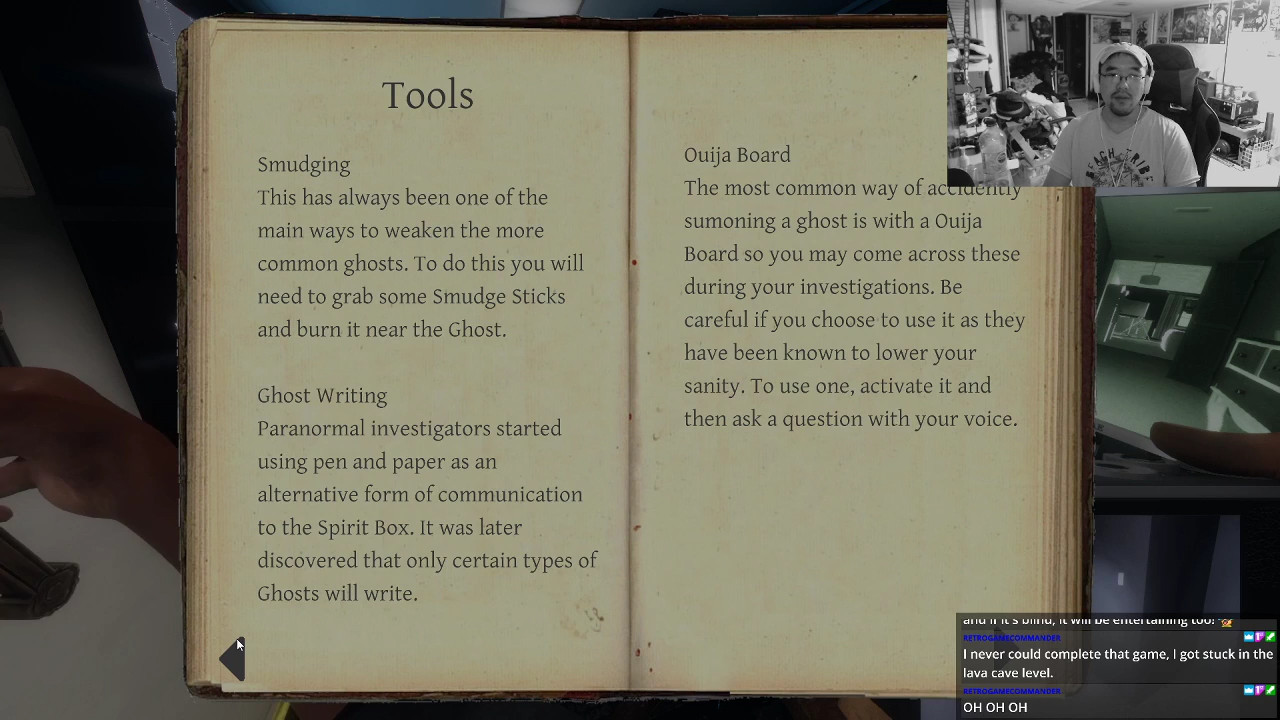 Tools
Smudging
This has always been one of the
main ways to weaken the more
common ghosts. To do this you will
need to grab some Smudge Sticks
and burn it near the Ghost.
Ghost Writing
Paranormal investigators started
using pen and paper as an
alternative form of communication
to the Spirit Box. It was later
discovered that only certain types of
Ghosts will write.
Ouija Board
The most common way of accidently
sumoning a ghost is with a Ouija
Board so you may come across these
during your investigations. Be
careful if you choose to use it as they
have been known to lower your
sanity. To use one, activate it and
then ask a question with your voice.
and if it's blind, it will be entertaining too!
RETROGAMECOMMANDER
I never could complete that game, I got stuck in the
lava cave level.
RETROGAMECOMMANDER
OH OH OH